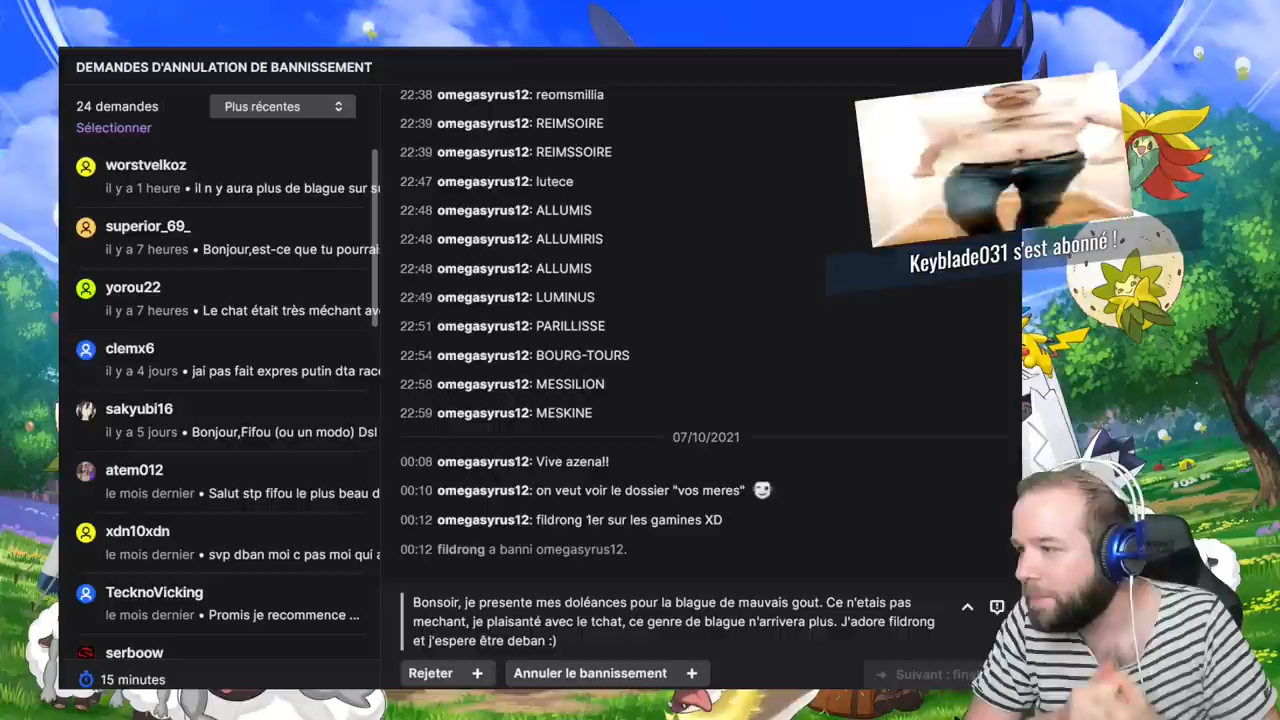 DEMANDES D'ANNULATION DE BANNISSEMENT
24 demandes
Plus récentes
Sélectionner
worstvelkoz
il y a 1 heure • il n y aura plus de blague sur su
superior_69_
il y a 7 heures • Bonjour,est-ce que tu pourrai
yorou22
il y a 7 heures • Le chat était très méchant av
clemx6
il y a 4 jours • jai pas fait expres putin dta race
sakyubi16
il y a 5 jours • Bonjour,Fifou (ou un modo) Dsl
atem012
le mois dernier • Salut stp fifou le plus beau d
xdn10xdn
le mois dernier • svp dban moi c pas moi qui a
TecknoVicking
le mois dernier • Promis je recommence ...
serboow
15 minutes
22:38 omegasyrus12: reomsmillia
22:39 omegasyrus12: REIMSOIRE
22:39 omegasyrus12: REIMSSOIRE
22:47 omegasyrus12: lutece
22:48 omegasyrus12: ALLUMIS
22:48 omegasyrus12: ALLUMIRIS
22:48 omegasyrus12: ALLUMIS
22:49 omegasyrus12: LUMINUS
22:51 omegasyrus12: PARILLISSE
22:54 omegasyrus12: BOURG-TOURS
22:58 omegasyrus12: MESSILION
22:59 omegasyrus12: MESKINE
07/10/2021
00:08 omegasyrus12: Vive azena!!
00:10 omegasyrus12: on veut voir le dossier "vos meres"
00:12 omegasyrus12: fildrong 1er sur les gamines XD
00:12 fildrong a banni omegasyrus12.
Bonsoir, je presente mes doléances pour la blague de mauvais gout. Ce n'etais pas
mechant, je plaisanté avec le tchat, ce genre de blague n'arrivera plus. J'adore fildrong
et j'espere être deban :)
Rejeter +
Annuler le bannissement +
→ Suivant : final
Keyblade031 s'est abonné !